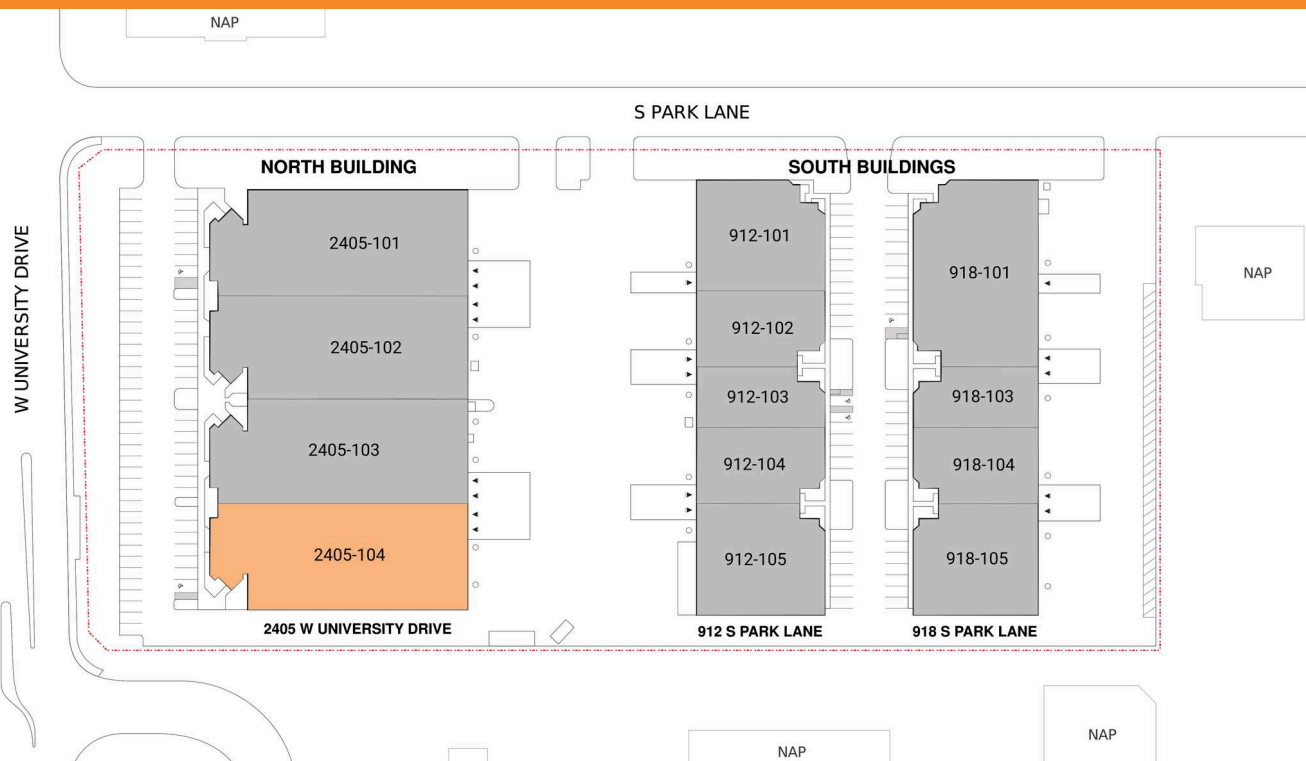 NAP
S PARK LANE
NORTH BUILDING
SOUTH BUILDINGS
W UNIVERSITY DRIVE
2405-101
2405-102
2405-103
2405-104
912-101
912-102
912-103
912-104
912-105
918-101
918-103
918-104
918-105
NAP
2405 W UNIVERSITY DRIVE
912 S PARK LANE
918 S PARK LANE
NAP
NAP